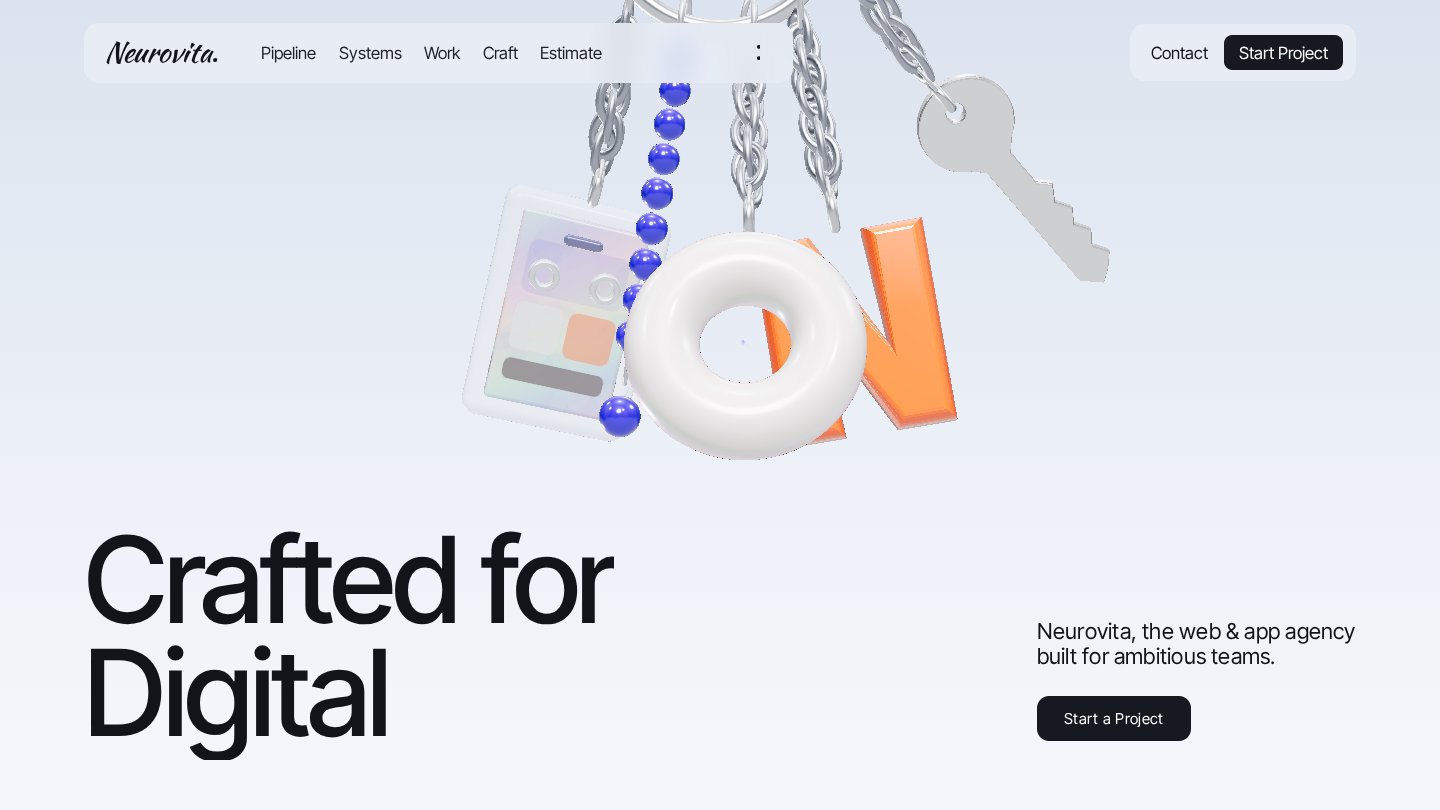 Neurovita.
Pipeline
Systems
Work
Craft
Estimate
Contact
Start Project
N
Crafted for
Digital
Neurovita, the web & app agency
built for ambitious teams.
Start a Project